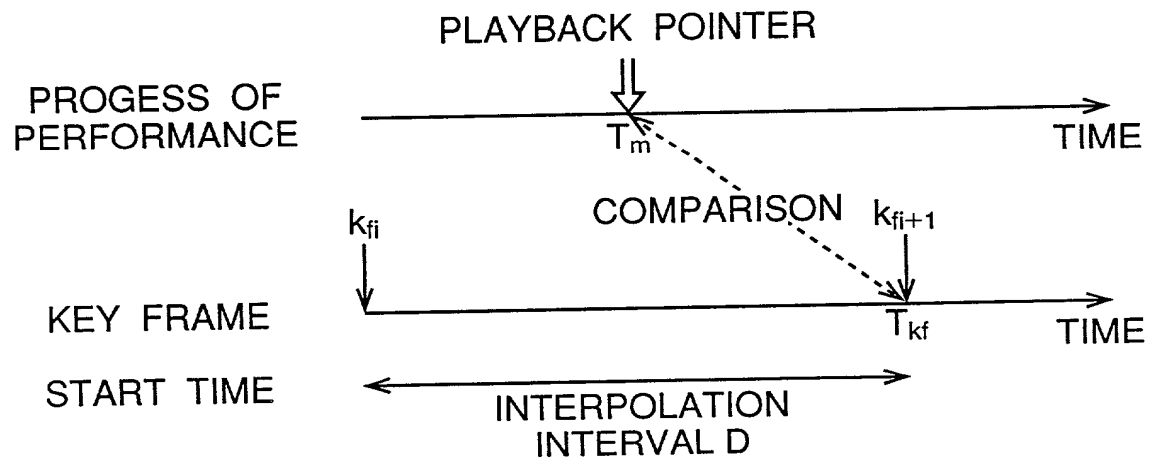 PLAYBACK POINTER
PROGESS OF
PERFORMANCE
Tm
TIME
COMPARISON
kfi
kfi+1
KEY FRAME
Tkf
TIME
START TIME
INTERPOLATION
INTERVAL D